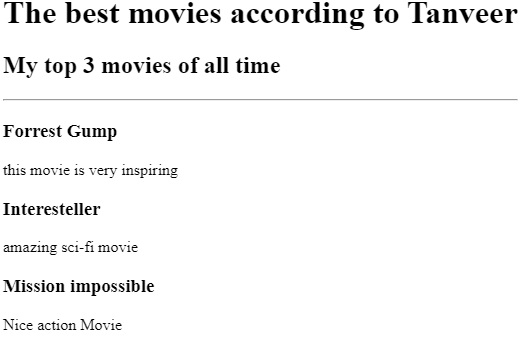 The best movies according to Tanveer
My top 3 movies of all time
Forrest Gump
this movie is very inspiring
Interesteller
amazing sci-fi movie
Mission impossible
Nice action Movie